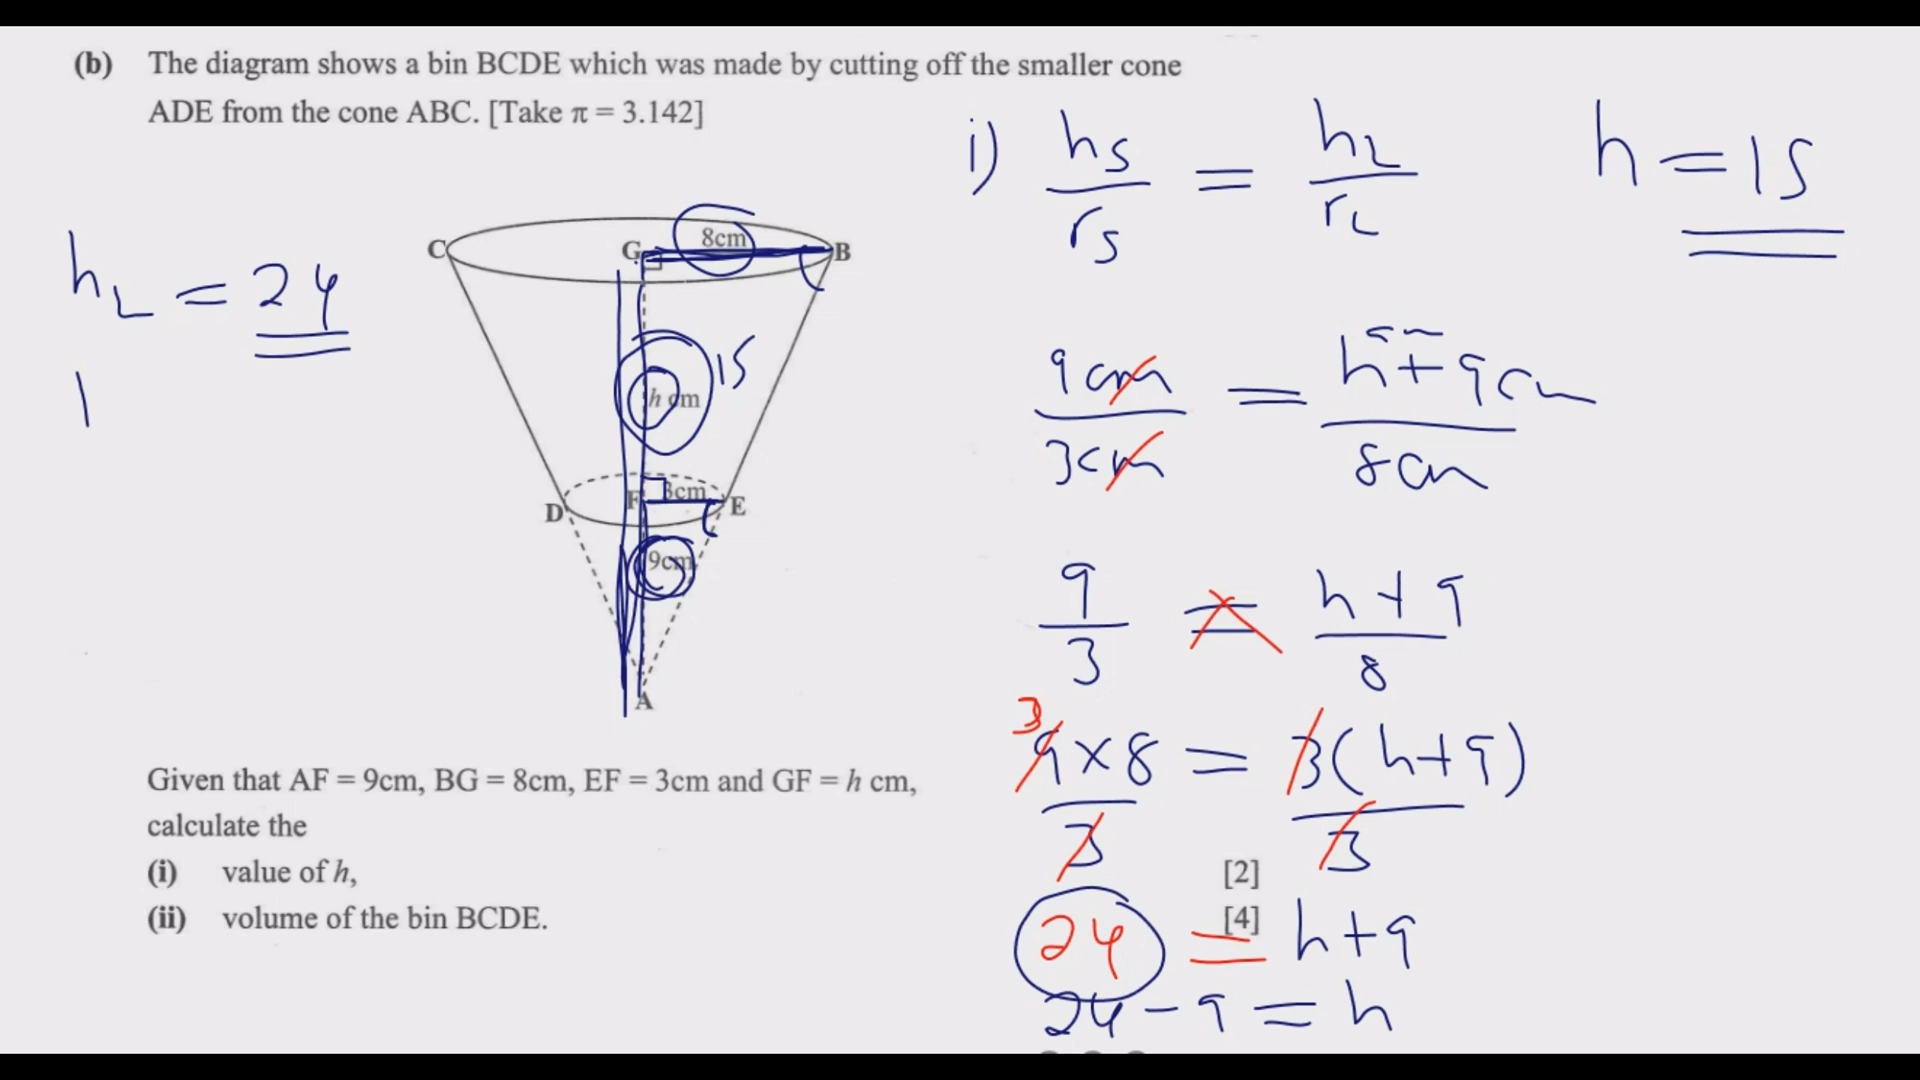 (b) The diagram shows a bin BCDE which was made by cutting off the smaller cone
ADE from the cone ABC. [Take π = 3.142]
C G 8cm B
h cm 15
D F 3cm E
9cm
A
h_L = 24
Given that AF = 9cm, BG = 8cm, EF = 3cm and GF = h cm,
calculate the
(i) value of h, [2]
(ii) volume of the bin BCDE. [4]
i) h_s / r_s = h_L / r_L
9cm / 3cm = h + 9cm / 8cm
9 / 3 = h + 9 / 8
3
9 × 8 / 3 = 3(h + 9) / 3
24 = h + 9
24 - 9 = h
h = 15